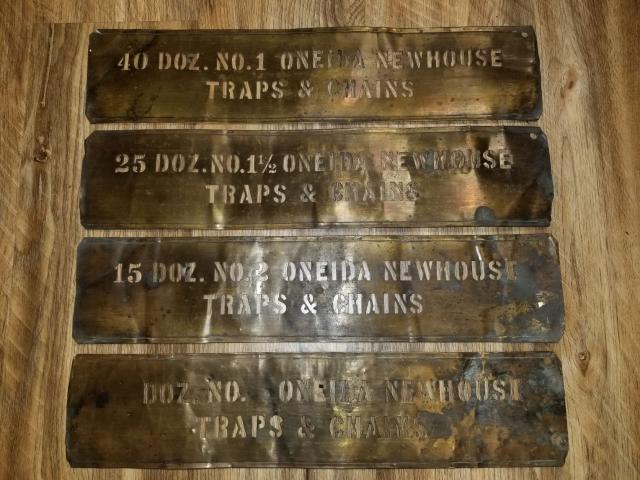 40 DOZ. NO. 1 ONEIDA NEWHOUSE
TRAPS & CHAINS
25 DOZ. NO. 1½ ONEIDA NEWHOUSE
TRAPS & CHAINS
15 DOZ. NO. 2 ONEIDA NEWHOUSE
TRAPS & CHAINS
DOZ. NO. ONEIDA NEWHOUSE
TRAPS & CHAINS